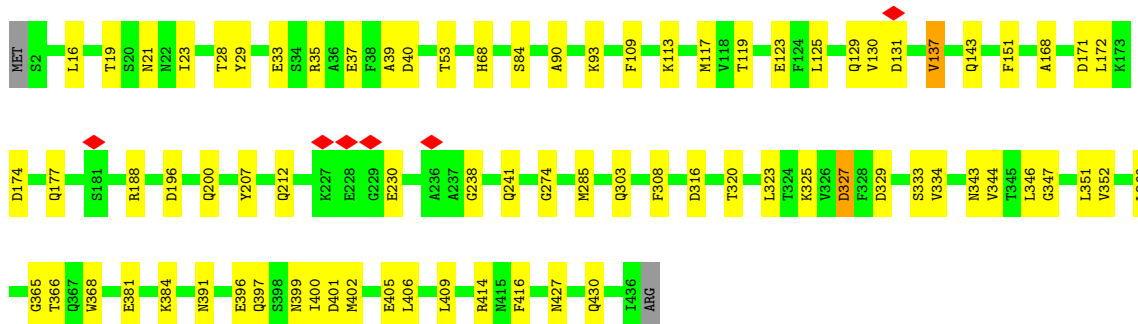 MET S2 L16 T19 S20 N21 N22 I23 T28 Y29 E33 S34 R35 A36 E37 F38 A39 D40 T53 H68 S84 A90 K93 F109 K113 M117 V118 T119 E123 F124 L125 Q129 V130 D131 V137 Q143 F151 A168 D171 L172 K173
D174 Q177 S181 R188 D196 Q200 Y207 Q212 K227 E228 G229 E230 A236 A237 G238 Q241 G274 M285 Q303 F308 D316 T320 L323 T324 K325 V326 D327 F328 D329 S333 V334 N343 V344 T345 L346 G347 L351 V352
G365 T366 Q367 W368 E381 K384 N391 E396 Q397 S398 N399 I400 D401 M402 E405 L406 L409 R414 N415 F416 N427 Q430 I436 ARG